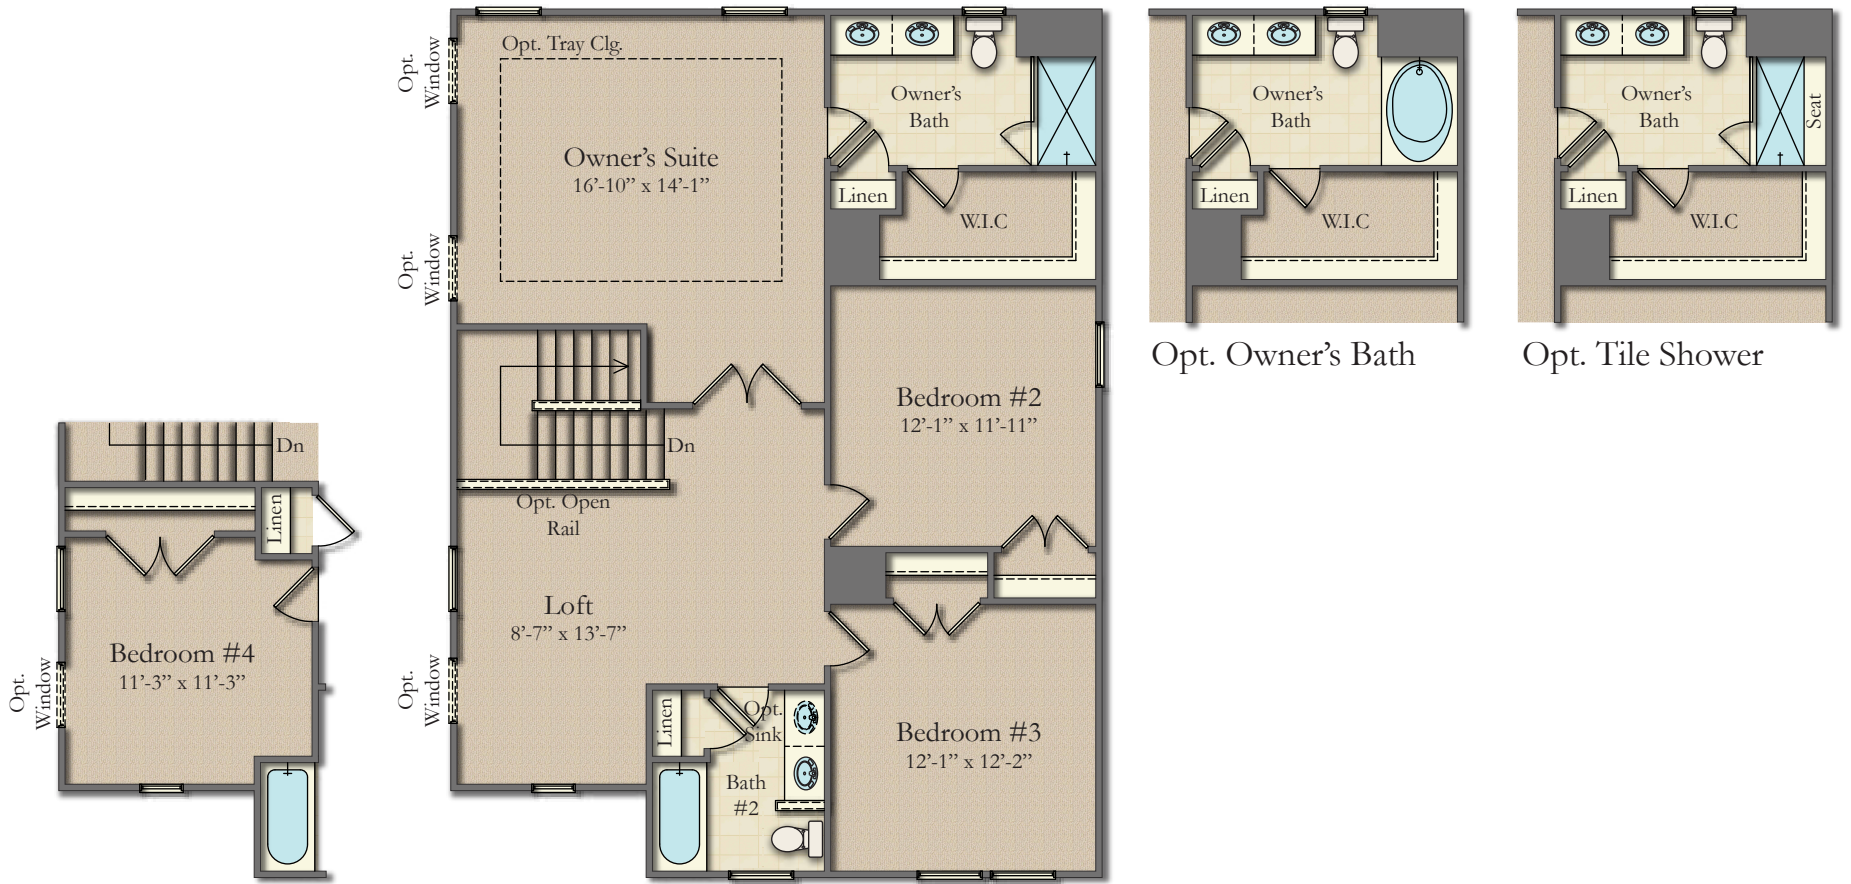 Opt. Tray Clg.
Opt.
Window
Owner's Suite
16'-10" x 14'-1"
Opt.
Window
Owner's
Bath
Linen
W.I.C
Bedroom #2
12'-1" x 11'-11"
Dn
Opt. Open
Rail
Loft
8'-7" x 13'-7"
Opt.
Window
Linen
Opt.
Sink
Bath
#2
Bedroom #3
12'-1" x 12'-2"
Dn
Linen
Bedroom #4
11'-3" x 11'-3"
Opt.
Window
Owner's
Bath
Linen
W.I.C
Opt. Owner's Bath
Owner's
Bath
Seat
Linen
W.I.C
Opt. Tile Shower